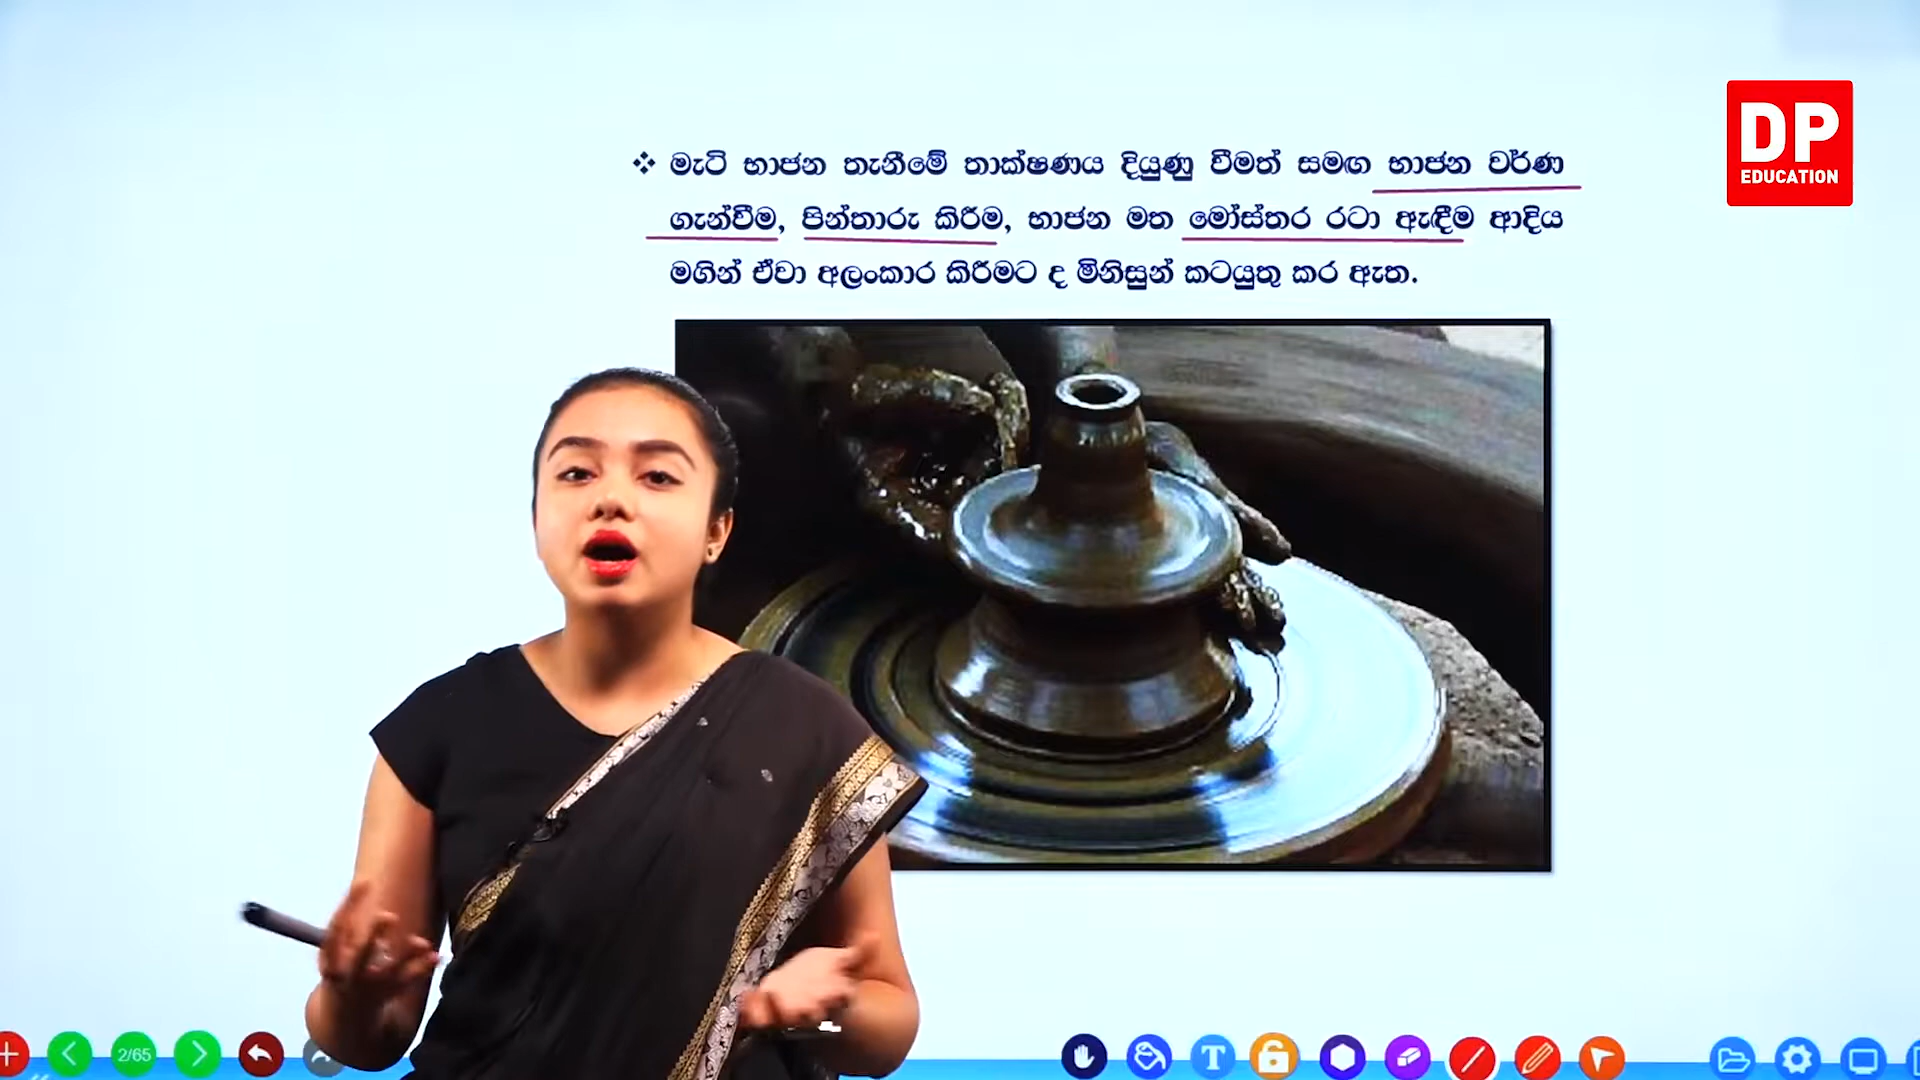 ❖ මැටි භාජන තැනීමේ තාක්ෂණය දියුණු වීමත් සමඟ භාජන වර්ණ
ගැන්වීම, පින්තාරු කිරීම, භාජන මත මෝස්තර රටා ඇඳීම ආදිය
මගින් ඒවා අලංකාර කිරීමට ද මිනිසුන් කටයුතු කර ඇත.
DP
EDUCATION
2/65
T